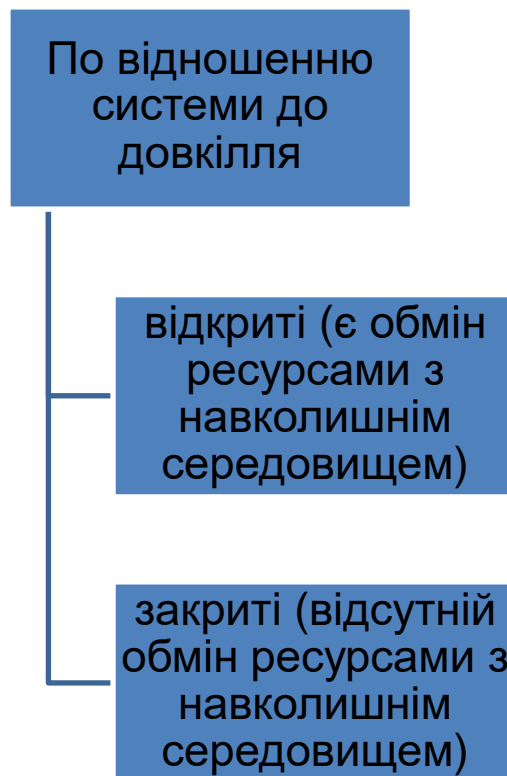 По відношенню
системи до
довкілля
відкриті (є обмін
ресурсами з
навколишнім
середовищем)
закриті (відсутній
обмін ресурсами з
навколишнім
середовищем)